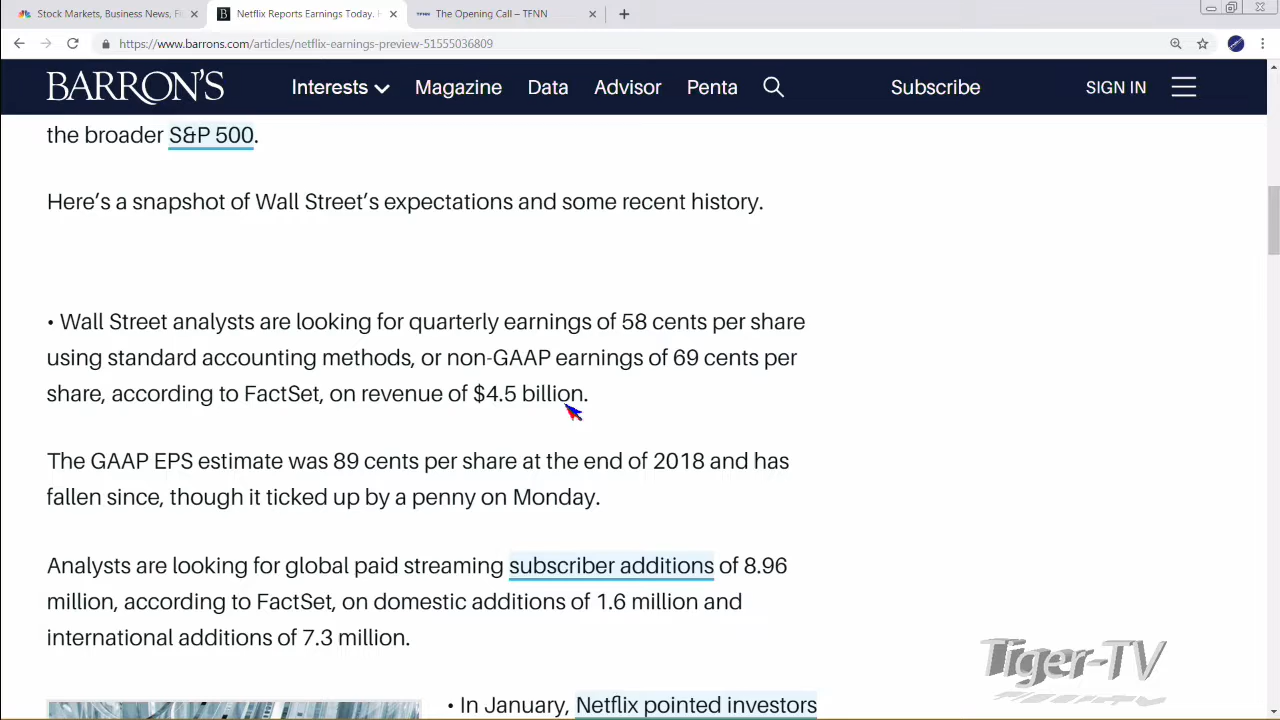 Stock Markets, Business News, Fi
Netflix Reports Earnings Today. H
The Opening Call – TFNN
https://www.barrons.com/articles/netflix-earnings-preview-51555036809
BARRON'S Interests Magazine Data Advisor Penta Subscribe SIGN IN
the broader S&P 500.
Here’s a snapshot of Wall Street’s expectations and some recent history.
• Wall Street analysts are looking for quarterly earnings of 58 cents per share
using standard accounting methods, or non-GAAP earnings of 69 cents per
share, according to FactSet, on revenue of $4.5 billion.
The GAAP EPS estimate was 89 cents per share at the end of 2018 and has
fallen since, though it ticked up by a penny on Monday.
Analysts are looking for global paid streaming subscriber additions of 8.96
million, according to FactSet, on domestic additions of 1.6 million and
international additions of 7.3 million.
• In January, Netflix pointed investors
Tiger-TV